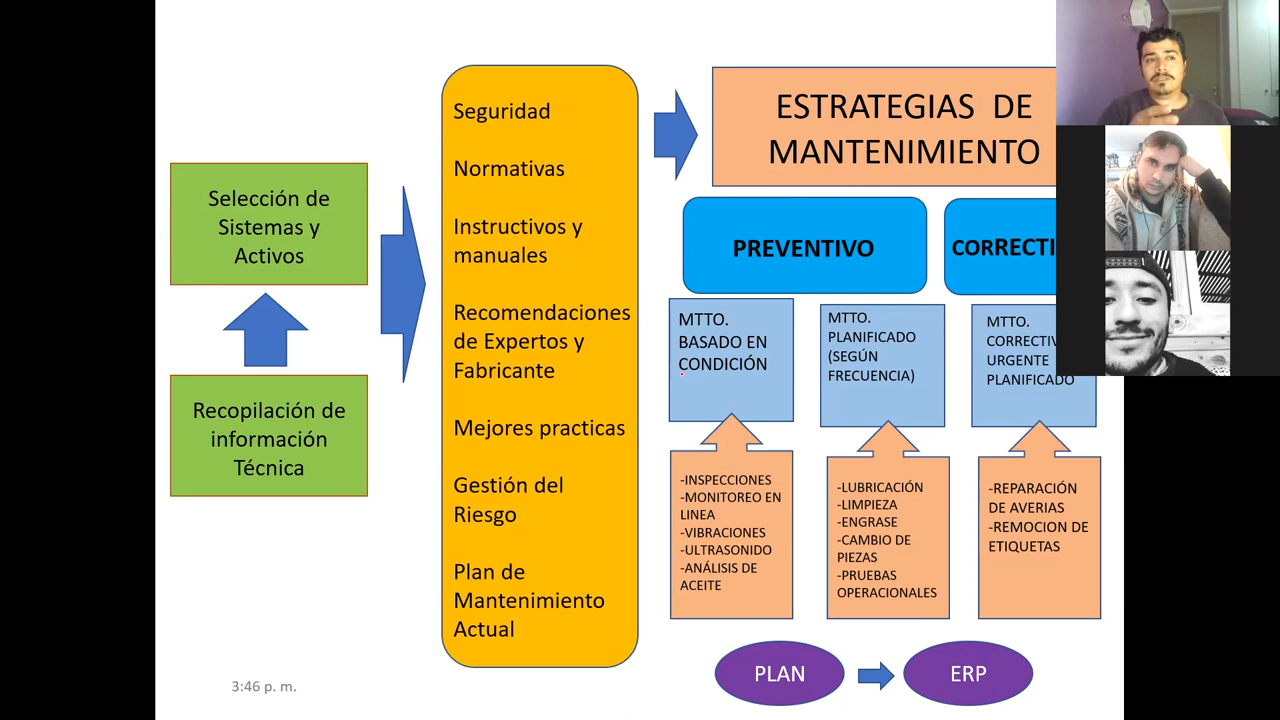 Selección de
Sistemas y
Activos
Recopilación de
información
Técnica
Seguridad
Normativas
Instructivos y
manuales
Recomendaciones
de Expertos y
Fabricante
Mejores practicas
Gestión del
Riesgo
Plan de
Mantenimiento
Actual
ESTRATEGIAS DE
MANTENIMIENTO
PREVENTIVO
CORRECTI
MTTO.
BASADO EN
CONDICIÓN
MTTO.
PLANIFICADO
(SEGÚN
FRECUENCIA)
MTTO.
CORRECTIV
URGENTE
PLANIFICADO
-INSPECCIONES
-MONITOREO EN
LINEA
-VIBRACIONES
-ULTRASONIDO
-ANÁLISIS DE
ACEITE
-LUBRICACIÓN
-LIMPIEZA
-ENGRASE
-CAMBIO DE
PIEZAS
-PRUEBAS
OPERACIONALES
-REPARACIÓN
DE AVERIAS
-REMOCION DE
ETIQUETAS
PLAN
ERP
3:46 p. m.